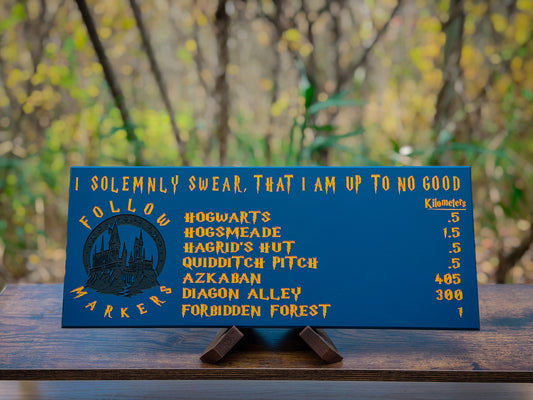 I SOLEMNLY SWEAR, THAT I AM UP TO NO GOOD
Kilometers
FOLLOW
MARKERS
HOGWARTS .5
HOGSMEADE 1.5
HAGRID'S HUT .5
QUIDDITCH PITCH .5
AZKABAN 405
DIAGON ALLEY 300
FORBIDDEN FOREST 1